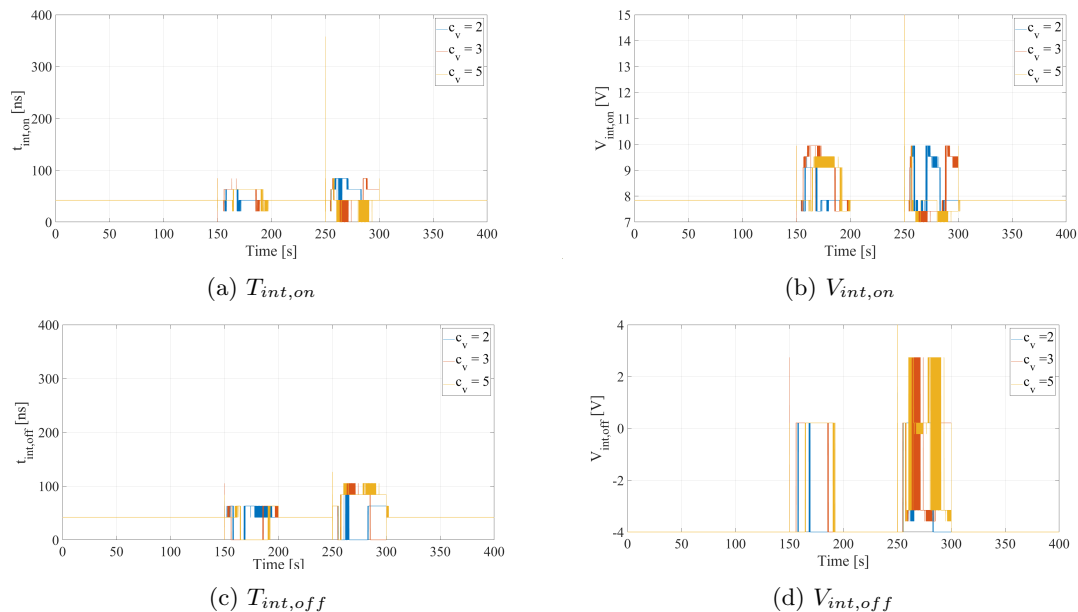 400
300
200
100
0
t_int,on [ns]
0 50 100 150 200 250 300 350 400
Time [s]
c_v = 2
c_v = 3
c_v = 5
(a) T_int,on
15
14
13
12
11
10
9
8
7
V_int,on [V]
0 50 100 150 200 250 300 350 400
Time [s]
c_v = 2
c_v = 3
c_v = 5
(b) V_int,on
400
300
200
100
0
t_int,off [ns]
0 50 100 150 200 250 300 350 400
Time [s]
c_v = 2
c_v = 3
c_v = 5
(c) T_int,off
4
2
0
-2
-4
V_int,off [V]
0 50 100 150 200 250 300 350 400
Time [s]
c_v =2
c_v =3
c_v =5
(d) V_int,off